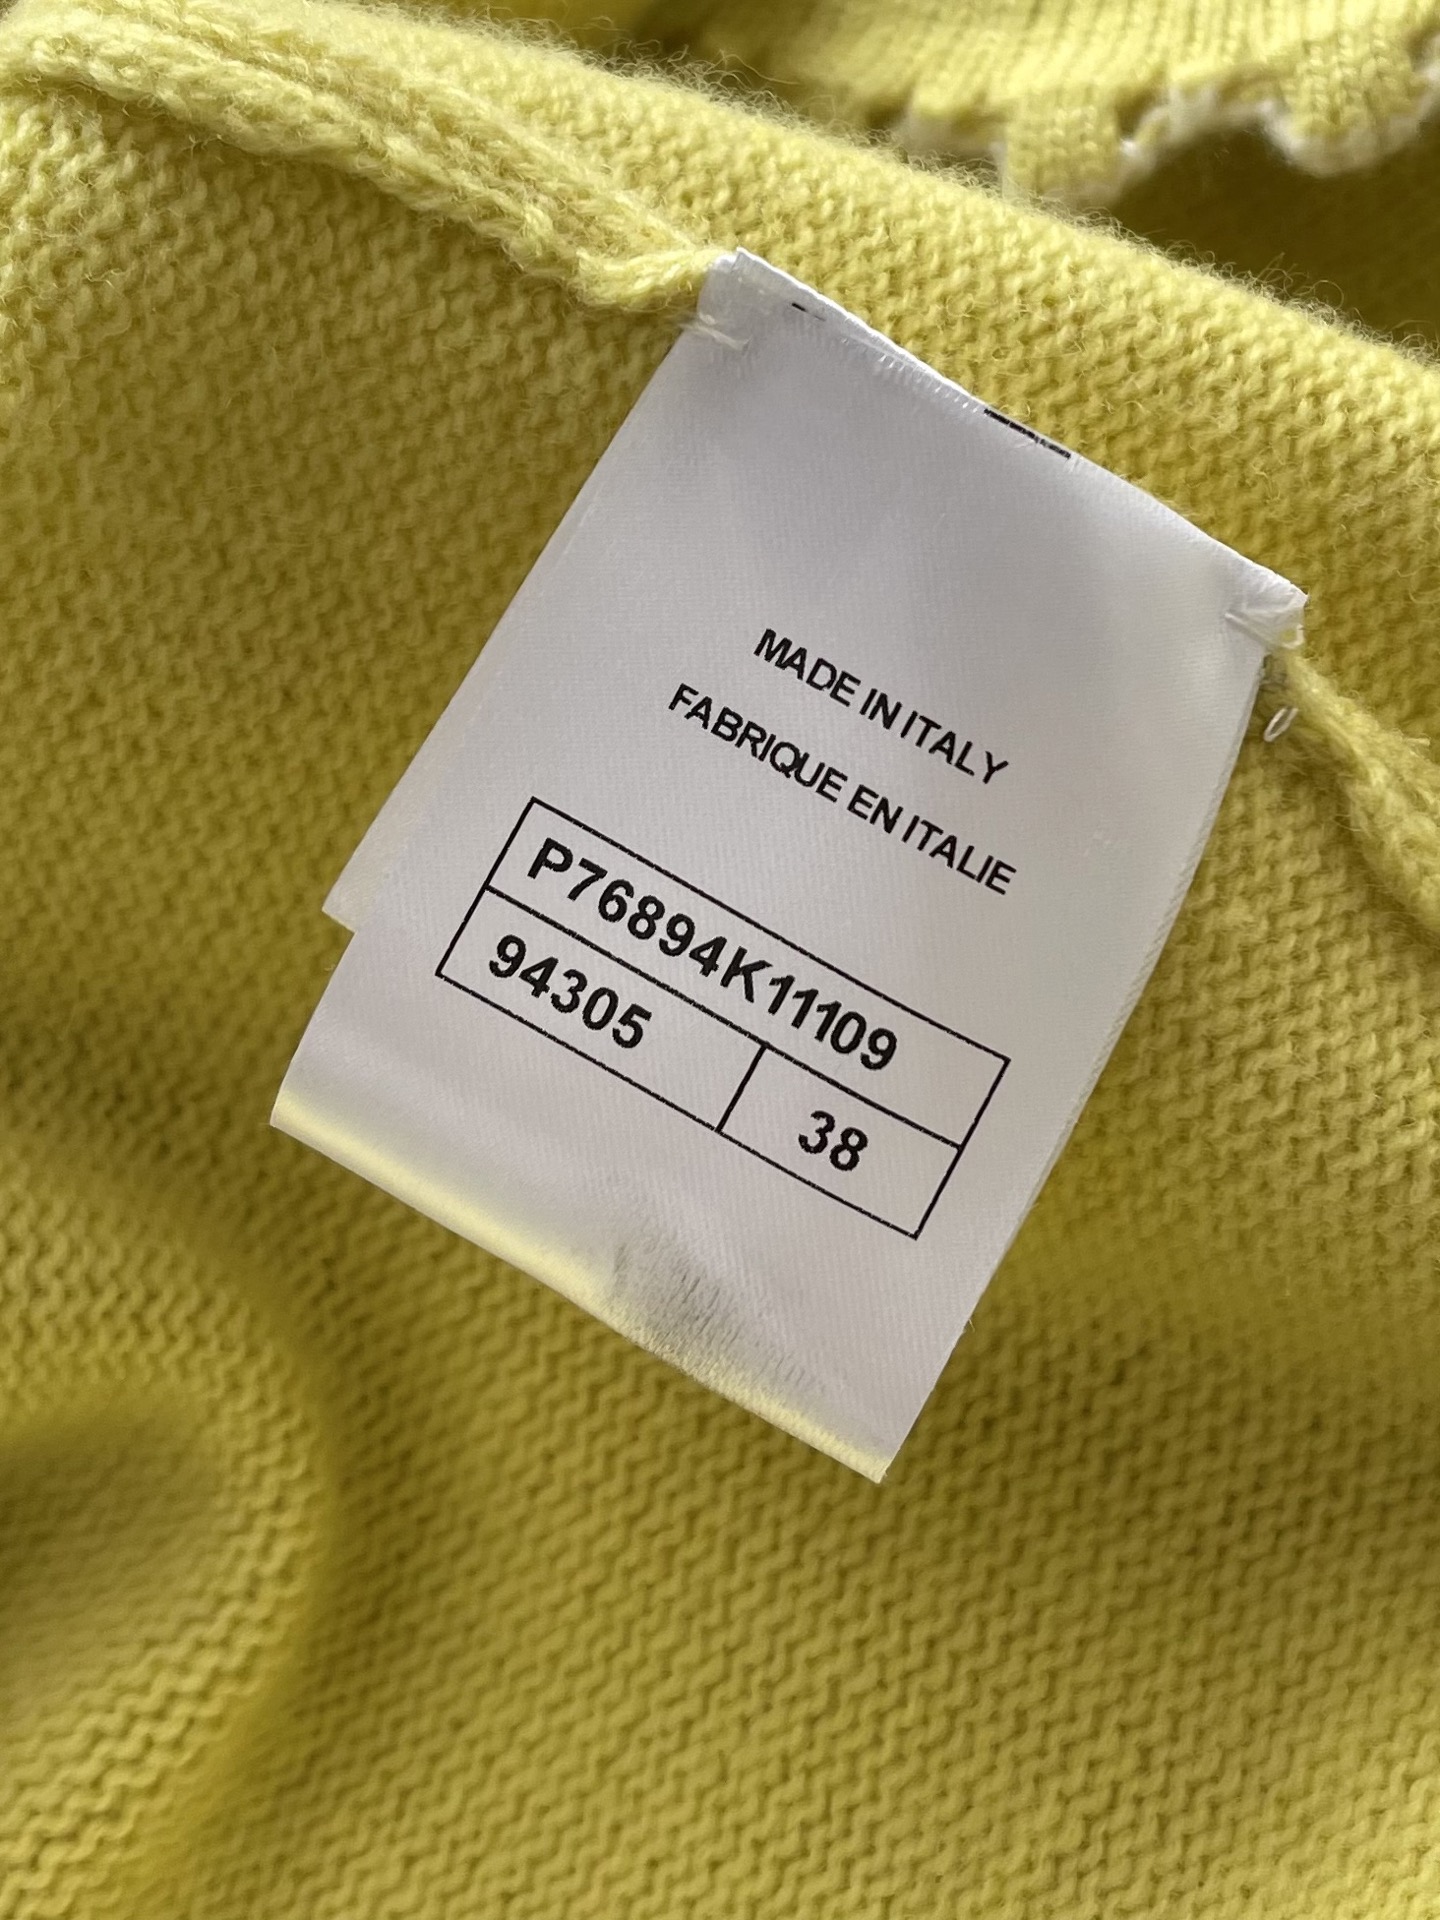 MADE IN ITALY
FABRIQUE EN ITALIE
P76894K11109
94305
38